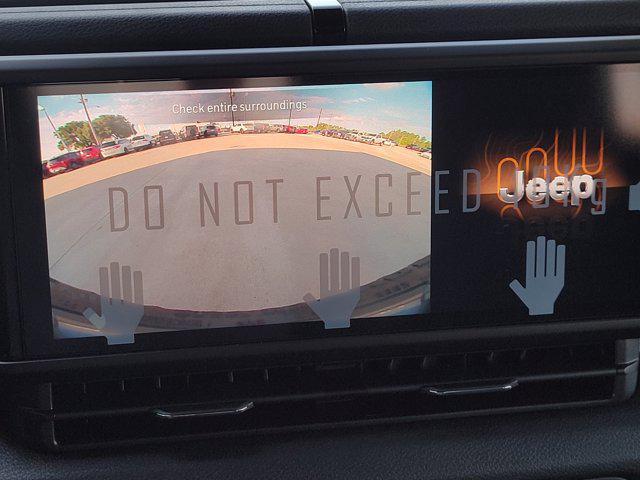 Check entire surroundings
DO NOT EXCEED
Jeep